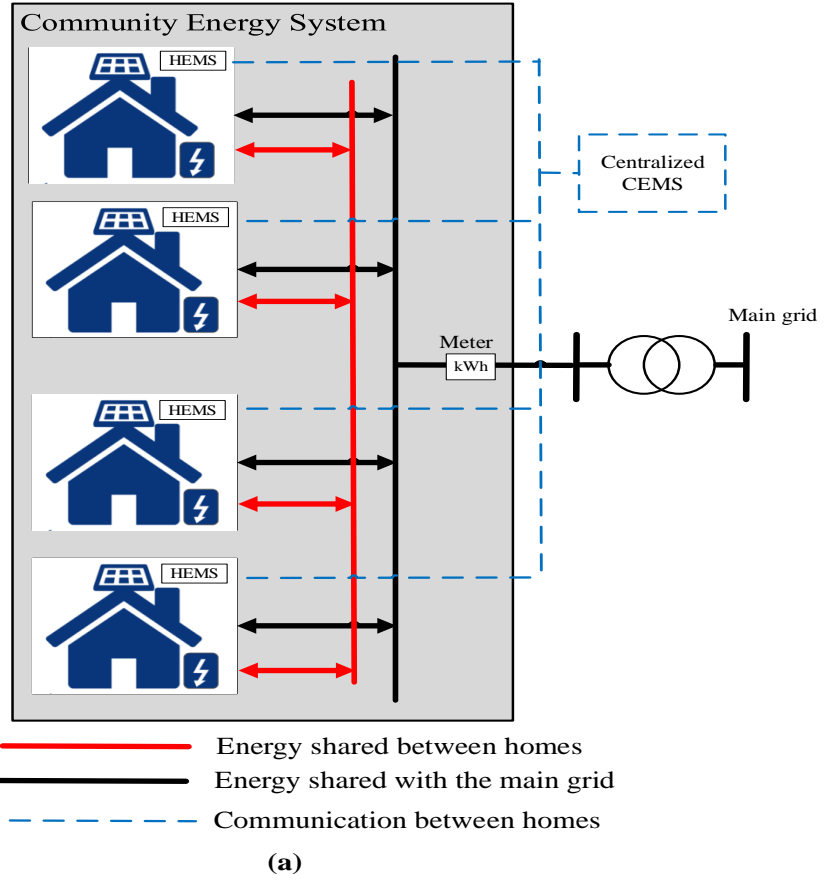 Community Energy System
HEMS
Centralized
CEMS
HEMS
Main grid
Meter
kWh
HEMS
HEMS
Energy shared between homes
Energy shared with the main grid
Communication between homes
(a)